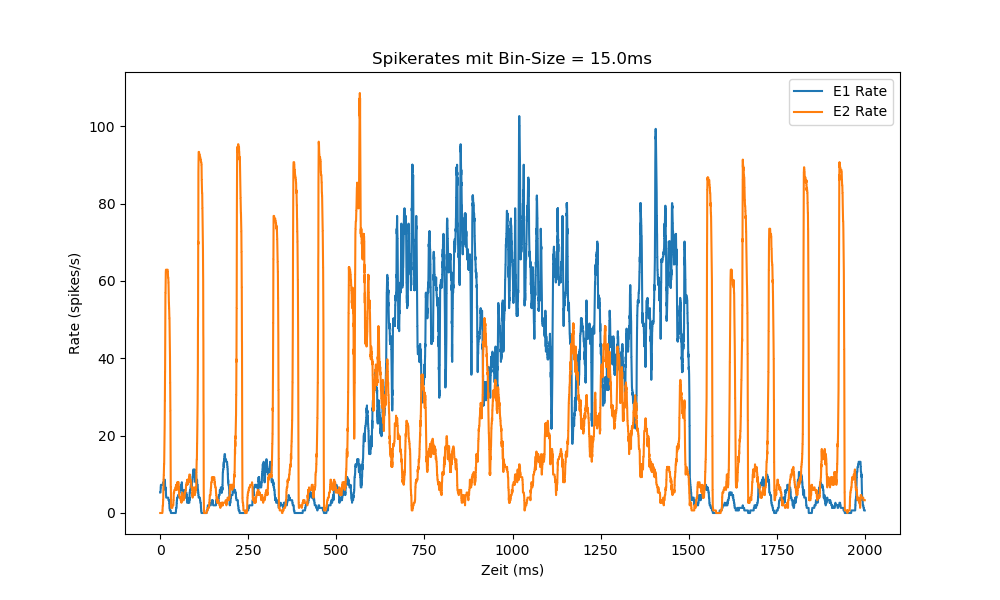 Spikerates mit Bin-Size = 15.0ms
E1 Rate
E2 Rate
Rate (spikes/s)
100
80
60
40
20
0
0 250 500 750 1000 1250 1500 1750 2000
Zeit (ms)